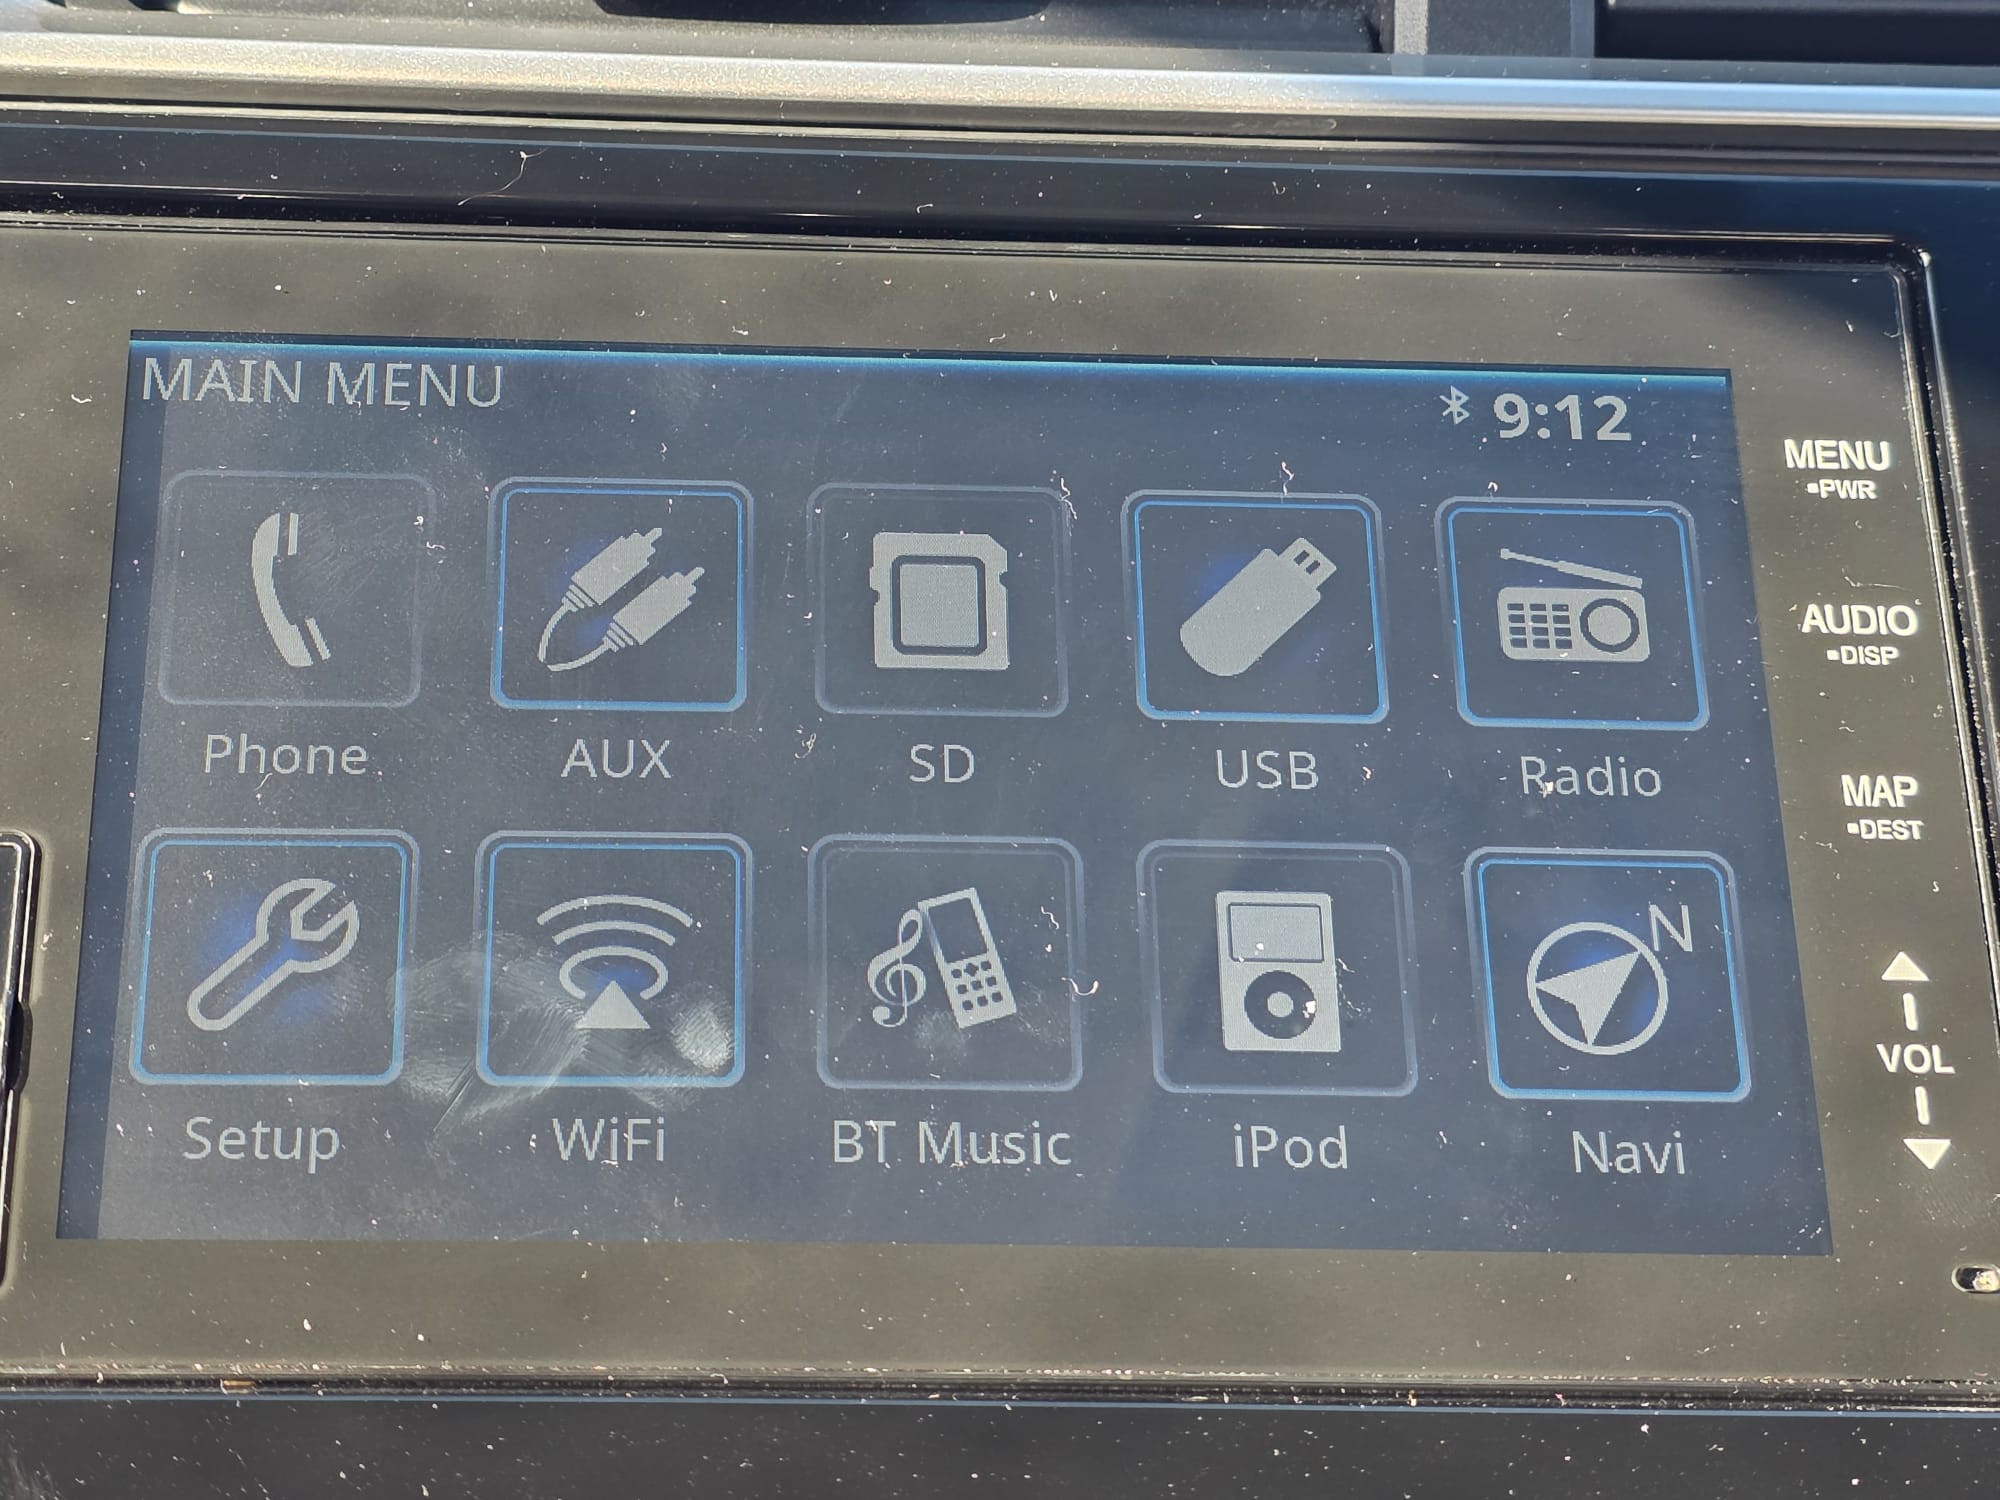 MAIN MENU
9:12
Phone AUX SD USB Radio
N
Setup WiFi BT Music iPod Navi
MENU
▪PWR
AUDIO
▪DISP
MAP
▪DEST
VOL